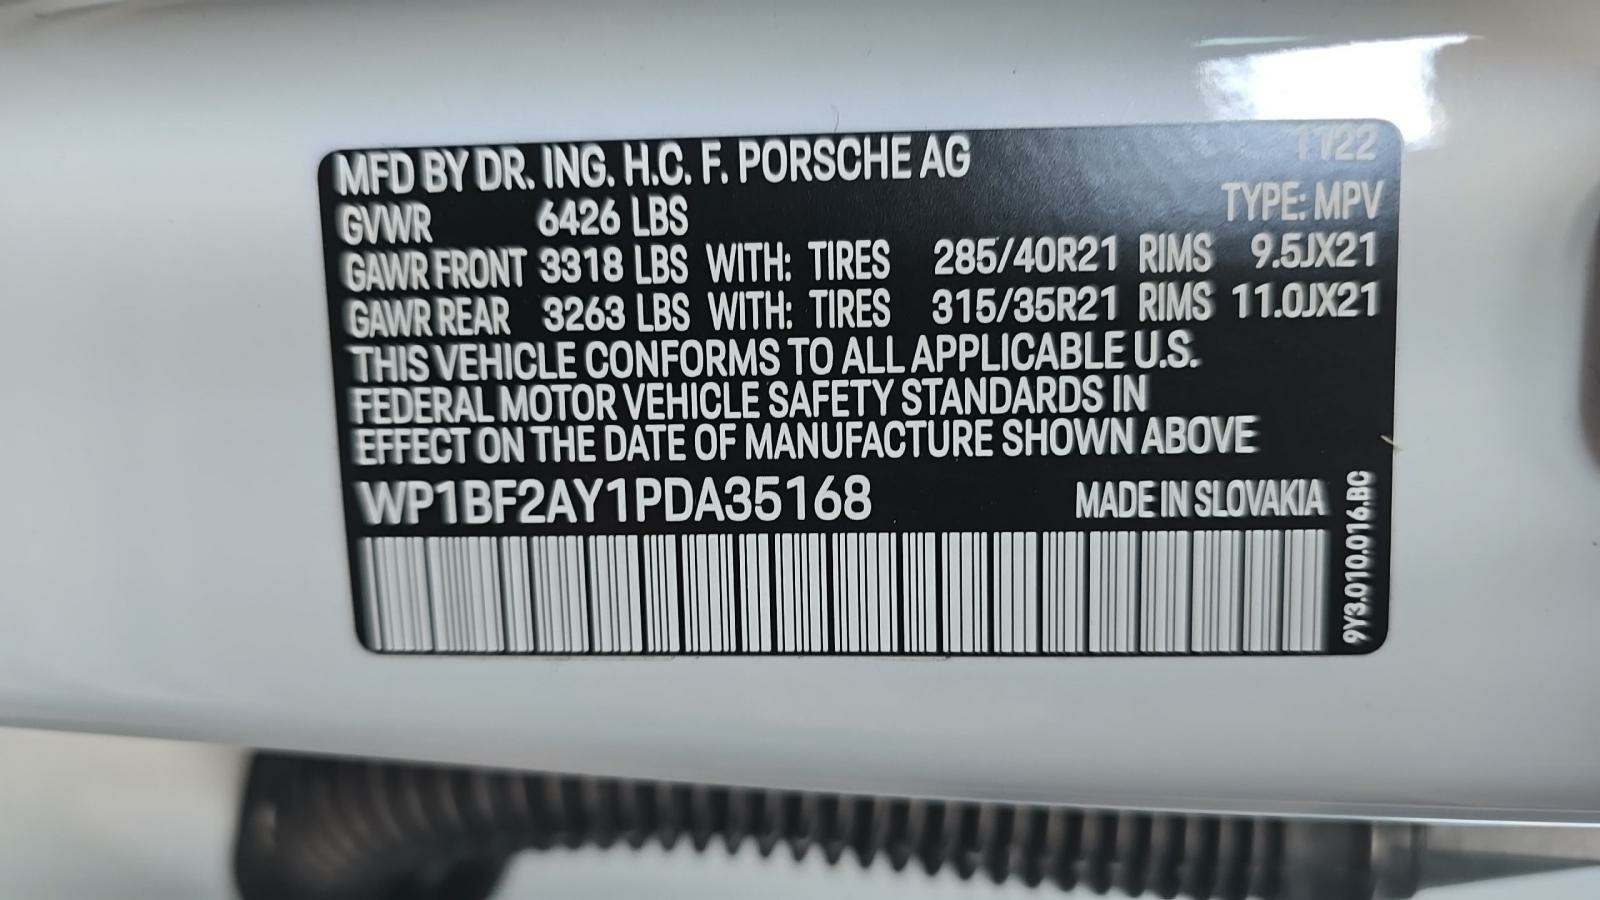 MFD BY DR. ING. H.C. F. PORSCHE AG 11/22
GVWR 6426 LBS TYPE: MPV
GAWR FRONT 3318 LBS WITH: TIRES 285/40R21 RIMS 9.5JX21
GAWR REAR 3263 LBS WITH: TIRES 315/35R21 RIMS 11.0JX21
THIS VEHICLE CONFORMS TO ALL APPLICABLE U.S.
FEDERAL MOTOR VEHICLE SAFETY STANDARDS IN
EFFECT ON THE DATE OF MANUFACTURE SHOWN ABOVE
WP1BF2AY1PDA35168 MADE IN SLOVAKIA
9Y3.010.016.BC